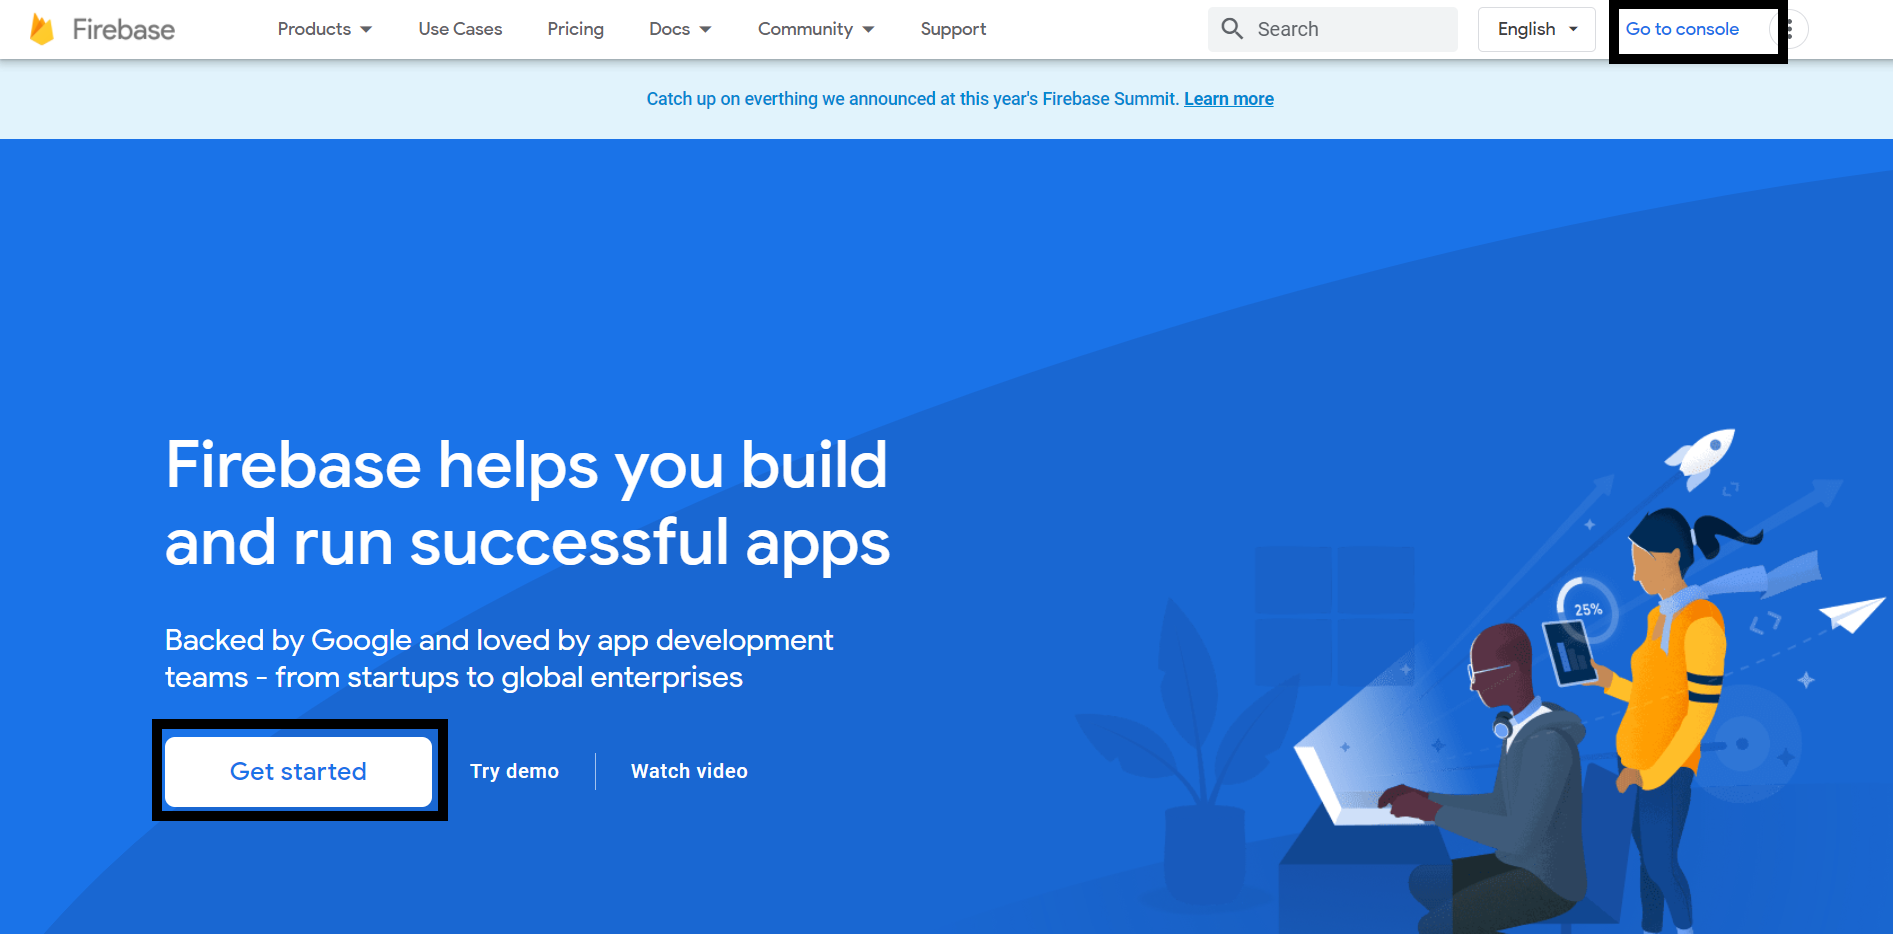 Firebase Products Use Cases Pricing Docs Community Support Search English Go to console
Catch up on everthing we announced at this year's Firebase Summit. Learn more
Firebase helps you build
and run successful apps
Backed by Google and loved by app development
teams - from startups to global enterprises
Get started Try demo Watch video
25%